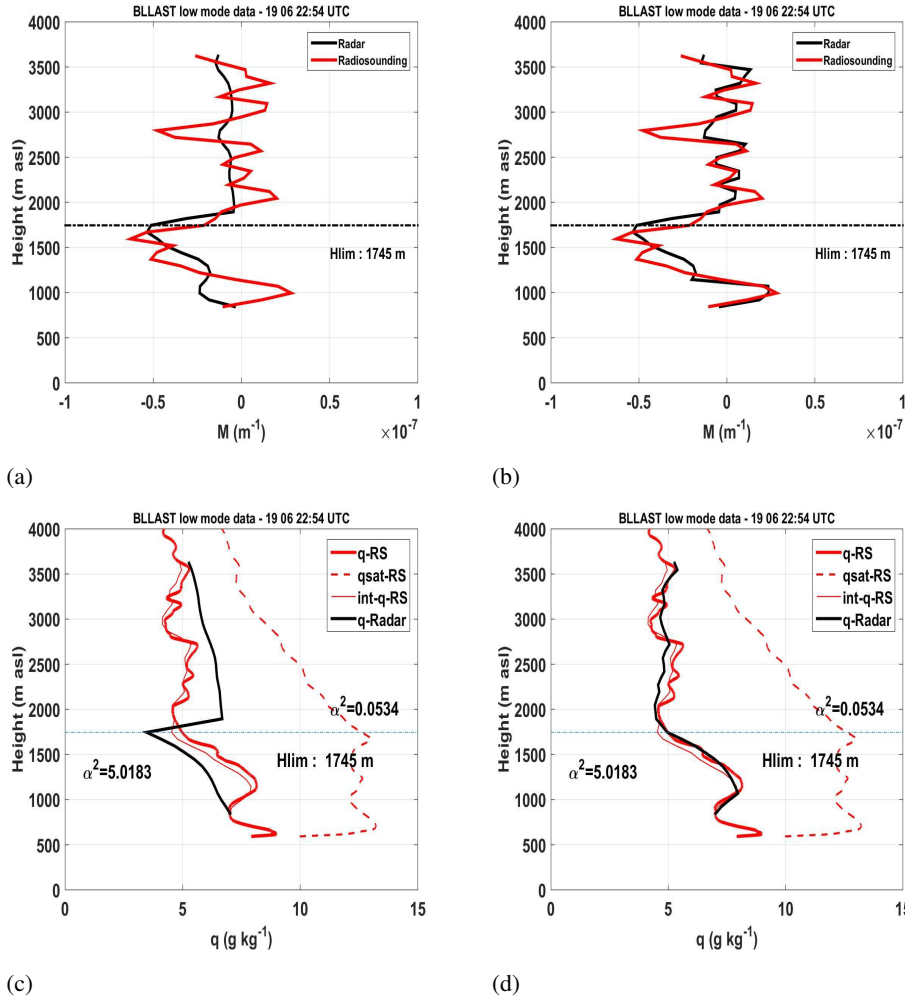 BLLAST low mode data - 19 06 22:54 UTC
4000
3500
3000
2500
2000
1500
1000
500
0
Height (m asl)
Radar
Radiosounding
Hlim : 1745 m
-1 -0.5 0 0.5 1
M (m⁻¹) ×10⁻⁷
(a)
BLLAST low mode data - 19 06 22:54 UTC
4000
3500
3000
2500
2000
1500
1000
500
0
Height (m asl)
Radar
Radiosounding
Hlim : 1745 m
-1 -0.5 0 0.5 1
M (m⁻¹) ×10⁻⁷
(b)
BLLAST low mode data - 19 06 22:54 UTC
4000
3500
3000
2500
2000
1500
1000
500
0
Height (m asl)
q-RS
qsat-RS
int-q-RS
q-Radar
α²=0.0534
Hlim : 1745 m
α²=5.0183
0 5 10 15
q (g kg⁻¹)
(c)
BLLAST low mode data - 19 06 22:54 UTC
4000
3500
3000
2500
2000
1500
1000
500
0
Height (m asl)
q-RS
qsat-RS
int-q-RS
q-Radar
α²=0.0534
Hlim : 1745 m
α²=5.0183
0 5 10 15
q (g kg⁻¹)
(d)